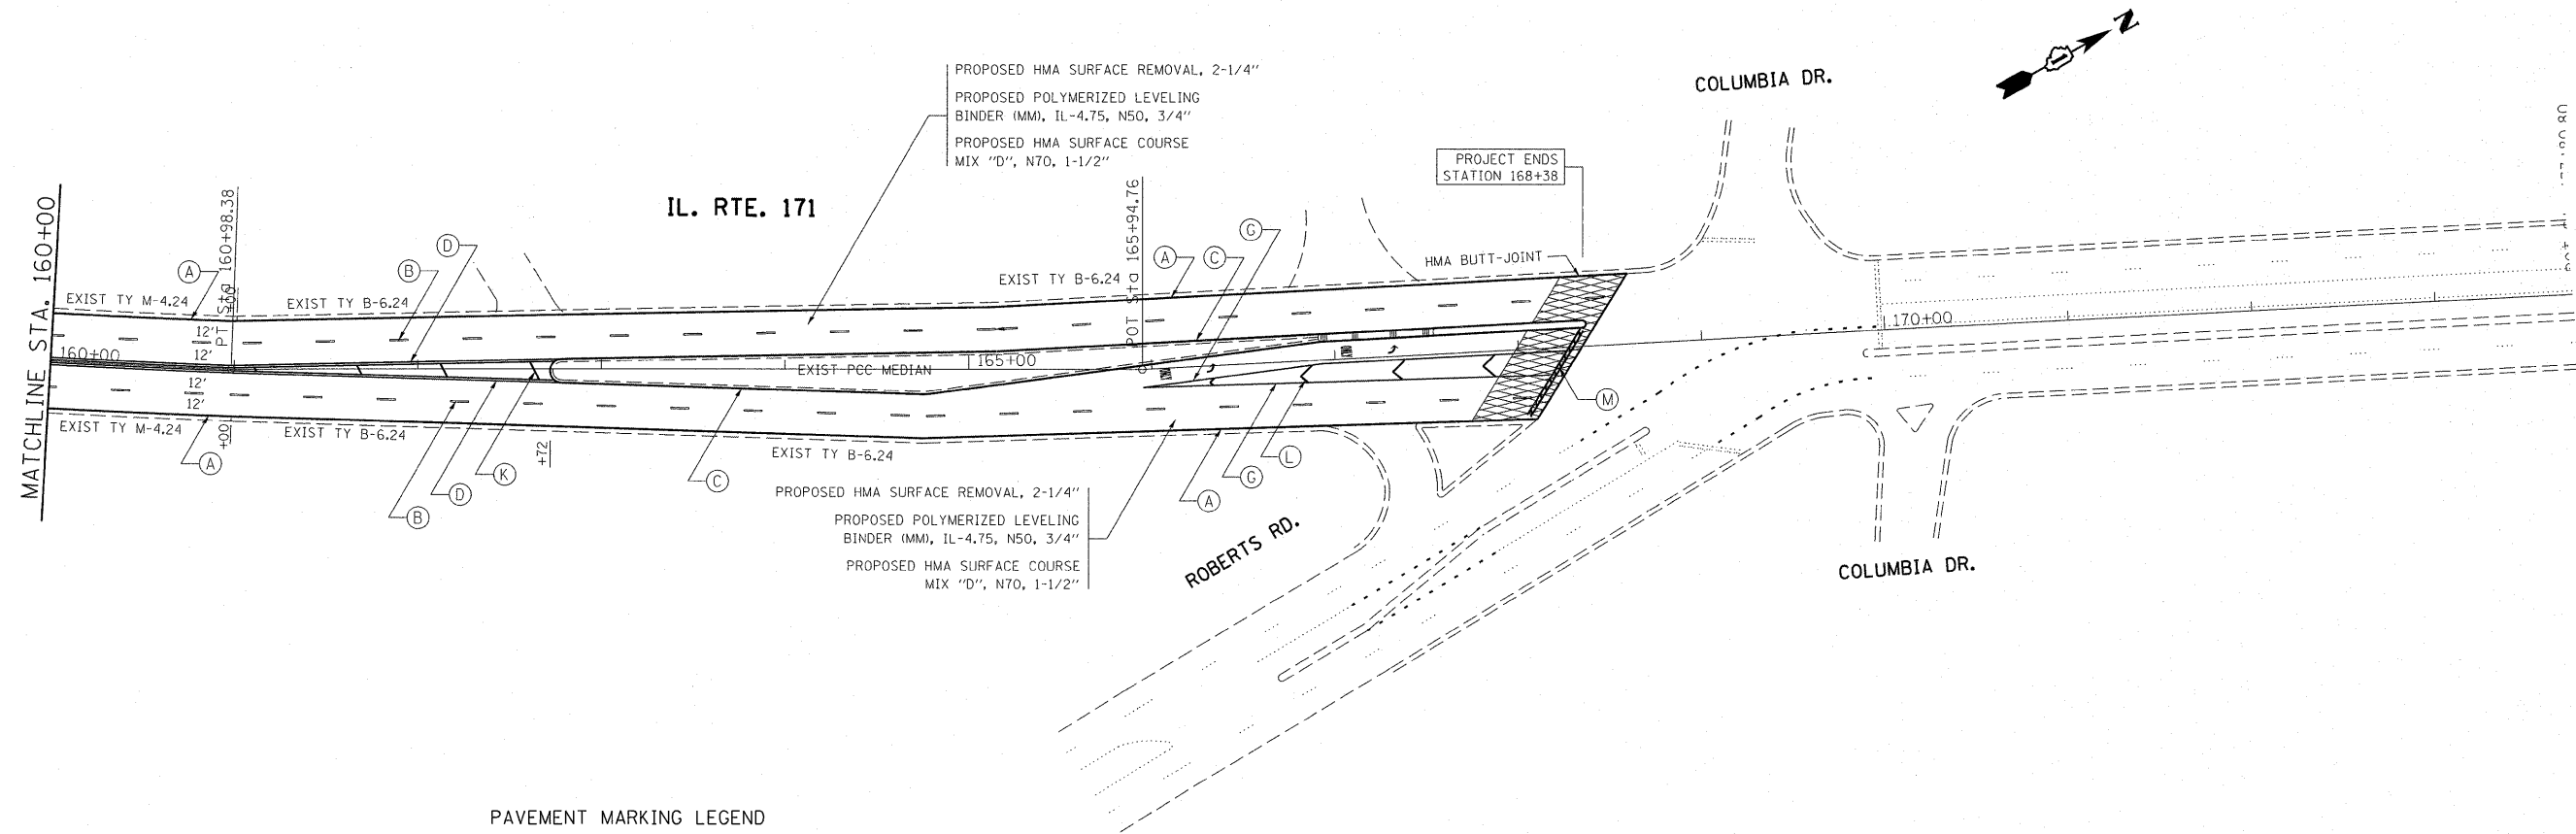 N
COLUMBIA DR.
PROPOSED HMA SURFACE REMOVAL, 2-1/4"
PROPOSED POLYMERIZED LEVELING
BINDER (MM), IL-4.75, N50, 3/4"
PROPOSED HMA SURFACE COURSE
MIX "D", N70, 1-1/2"
PROJECT ENDS
STATION 168+38
IL. RTE. 171
MATCHLINE STA. 160+00
PT Sta 160+98.38
POT Sta 165+94.76
A
D
B
A
C
G
HMA BUTT-JOINT
EXIST TY M-4.24
+00
EXIST TY B-6.24
EXIST TY B-6.24
12'
12'
12'
12'
160+00
EXIST PCC MEDIAN
165+00
170+00
M
EXIST TY M-4.24
+00
EXIST TY B-6.24
EXIST TY B-6.24
+72
A
B
D
K
C
A
G
L
PROPOSED HMA SURFACE REMOVAL, 2-1/4"
PROPOSED POLYMERIZED LEVELING
BINDER (MM), IL-4.75, N50, 3/4"
PROPOSED HMA SURFACE COURSE
MIX "D", N70, 1-1/2"
ROBERTS RD.
COLUMBIA DR.
PAVEMENT MARKING LEGEND